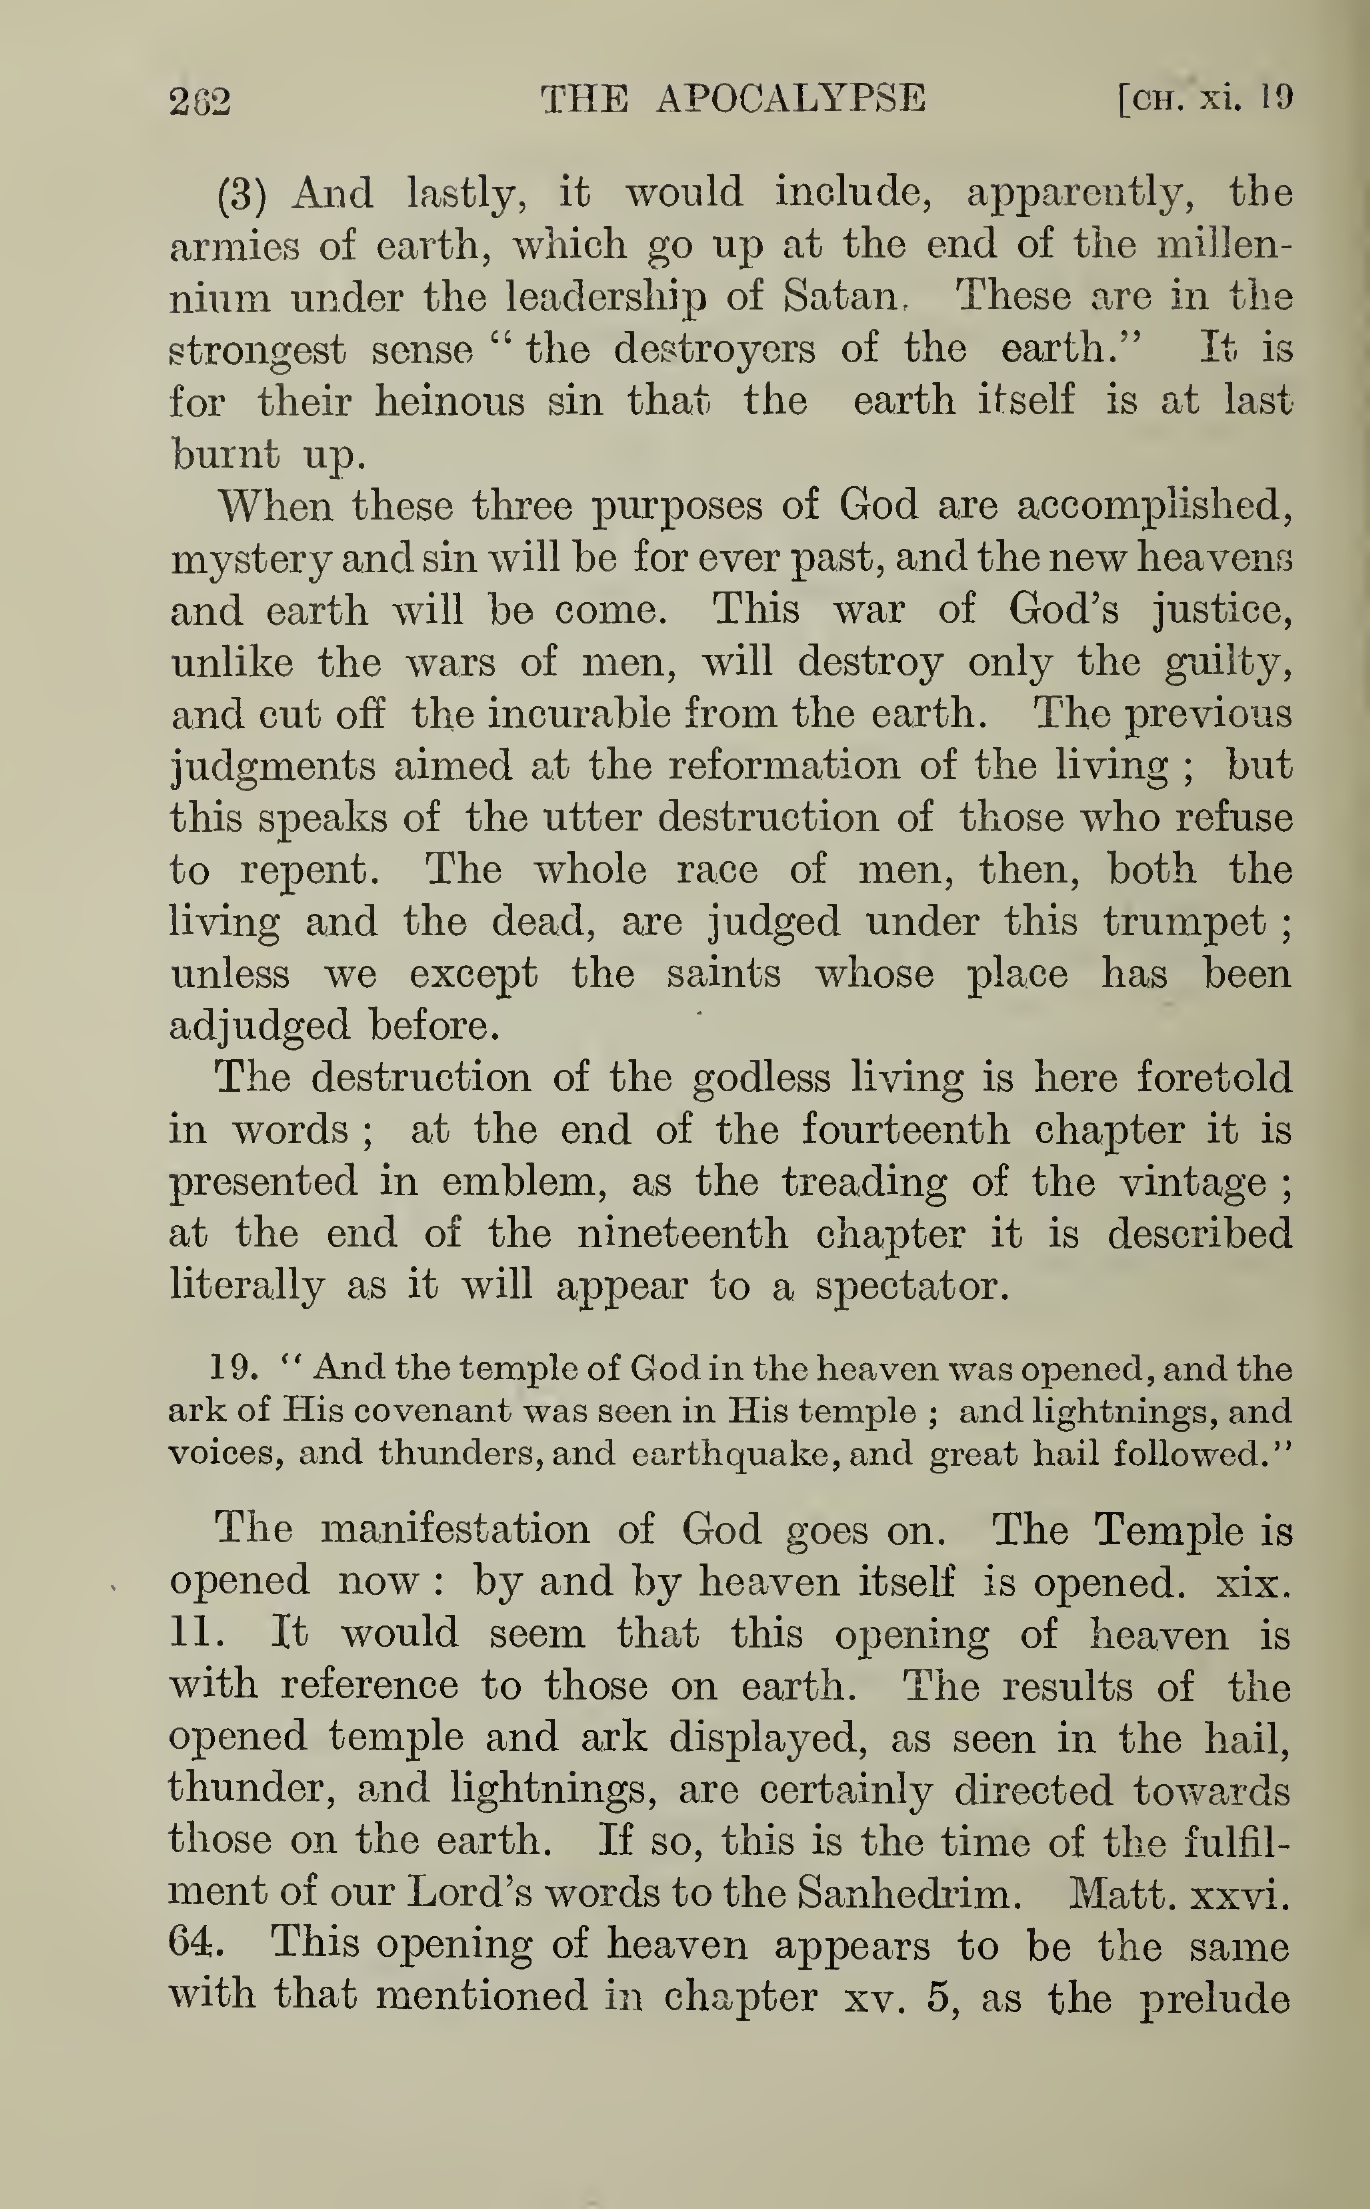 262 THE APOCALYPSE [CH. xi. 19
(3) And lastly, it would include, apparently, the
armies of earth, which go up at the end of the millen-
nium under the leadership of Satan. These are in the
strongest sense “ the destroyers of the earth.” It is
for their heinous sin that the earth itself is at last
burnt up.
When these three purposes of God are accomplished,
mystery and sin will be for ever past, and the new heavens
and earth will be come. This war of God’s justice,
unlike the wars of men, will destroy only the guilty,
and cut off the incurable from the earth. The previous
judgments aimed at the reformation of the living ; but
this speaks of the utter destruction of those who refuse
to repent. The whole race of men, then, both the
living and the dead, are judged under this trumpet ;
unless we except the saints whose place has been
adjudged before.
The destruction of the godless living is here foretold
in words ; at the end of the fourteenth chapter it is
presented in emblem, as the treading of the vintage ;
at the end of the nineteenth chapter it is described
literally as it will appear to a spectator.
19. “ And the temple of God in the heaven was opened, and the
ark of His covenant was seen in His temple ; and lightnings, and
voices, and thunders, and earthquake, and great hail followed.”
The manifestation of God goes on. The Temple is
opened now : by and by heaven itself is opened. xix.
11. It would seem that this opening of heaven is
with reference to those on earth. The results of the
opened temple and ark displayed, as seen in the hail,
thunder, and lightnings, are certainly directed towards
those on the earth. If so, this is the time of the fulfil-
ment of our Lord’s words to the Sanhedrim. Matt. xxvi.
64. This opening of heaven appears to be the same
with that mentioned in chapter xv. 5, as the prelude